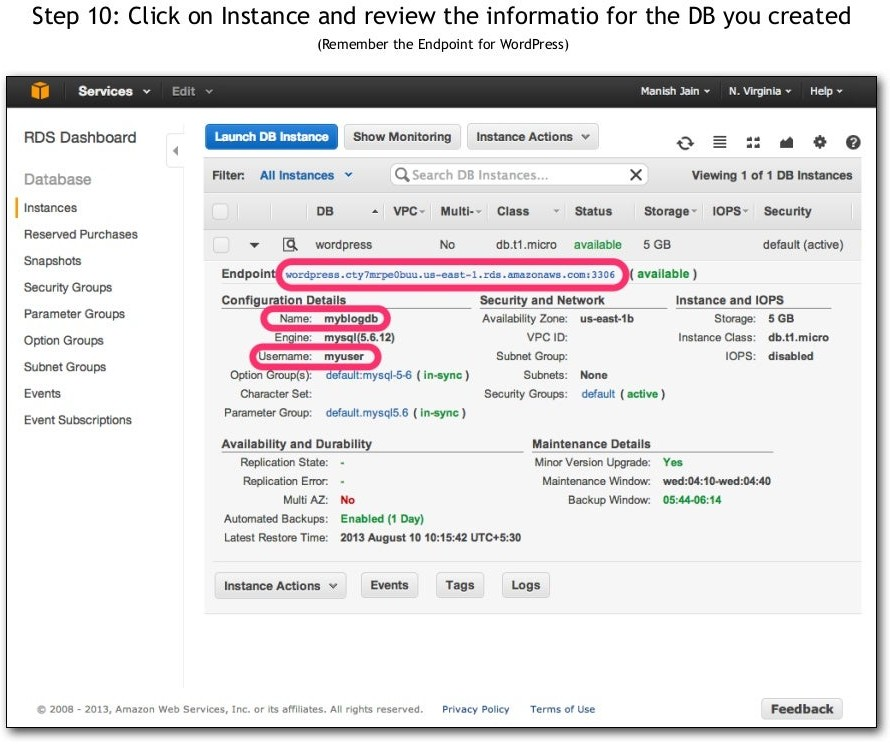 Step 10: Click on Instance and review the informatio for the DB you created
(Remember the Endpoint for WordPress)
Services Edit Manish Jain N. Virginia Help
RDS Dashboard
Database
Instances
Reserved Purchases
Snapshots
Security Groups
Parameter Groups
Option Groups
Subnet Groups
Events
Event Subscriptions
Launch DB Instance Show Monitoring Instance Actions
Filter: All Instances Search DB Instances... Viewing 1 of 1 DB Instances
DB VPC Multi- Class Status Storage IOPS Security
wordpress No db.t1.micro available 5 GB default (active)
Endpoint: wordpress.cty7mrpe0buu.us-east-1.rds.amazonaws.com:3306 ( available )
Configuration Details
Name: myblogdb
Engine: mysql(5.6.12)
Username: myuser
Option Group(s): default:mysql-5-6 ( in-sync )
Character Set:
Parameter Group: default.mysql5.6 ( in-sync )
Security and Network
Availability Zone: us-east-1b
VPC ID:
Subnet Group:
Subnets: None
Security Groups: default ( active )
Instance and IOPS
Storage: 5 GB
Instance Class: db.t1.micro
IOPS: disabled
Availability and Durability
Replication State: -
Replication Error: -
Multi AZ: No
Automated Backups: Enabled (1 Day)
Latest Restore Time: 2013 August 10 10:15:42 UTC+5:30
Maintenance Details
Minor Version Upgrade: Yes
Maintenance Window: wed:04:10-wed:04:40
Backup Window: 05:44-06:14
Instance Actions Events Tags Logs
© 2008 - 2013, Amazon Web Services, Inc. or its affiliates. All rights reserved. Privacy Policy Terms of Use Feedback